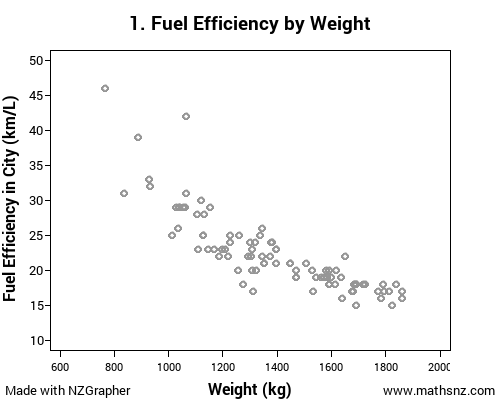 1. Fuel Efficiency by Weight
Fuel Efficiency in City (km/L)
50
45
40
35
30
25
20
15
10
600 800 1000 1200 1400 1600 1800 2000
Made with NZGrapher Weight (kg) www.mathsnz.com